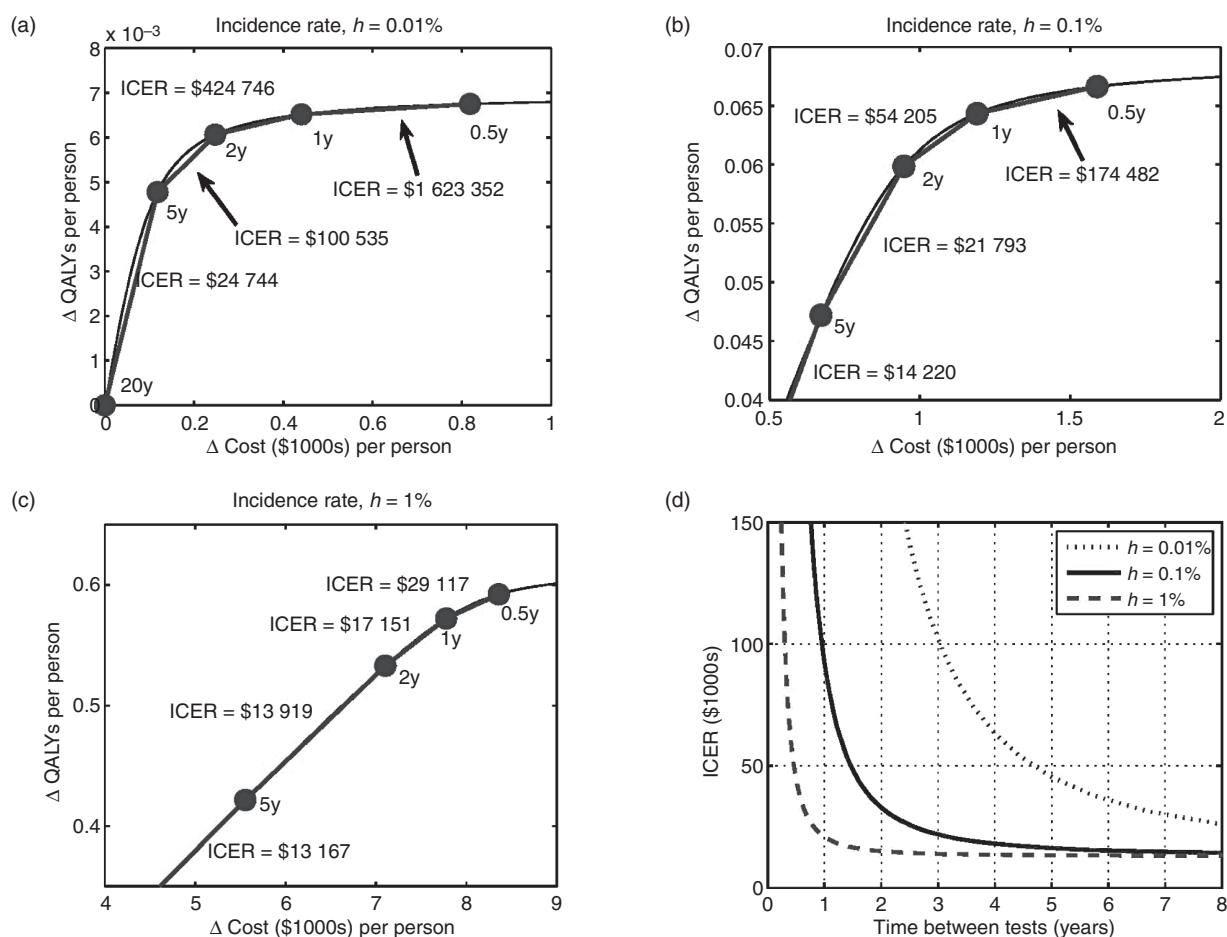 (a)
Incidence rate, h = 0.01%
x 10⁻³
8
7
6
5
4
3
2
1
0
Δ QALYs per person
ICER = $424 746
20y
5y
2y
1y
0.5y
ICER = $1 623 352
ICER = $100 535
ICER = $24 744
0
0.2
0.4
0.6
0.8
1
Δ Cost ($1000s) per person
(b)
Incidence rate, h = 0.1%
0.07
0.065
0.06
0.055
0.05
0.045
0.04
Δ QALYs per person
ICER = $54 205
0.5y
1y
2y
ICER = $174 482
ICER = $21 793
5y
ICER = $14 220
0.5
1
1.5
2
Δ Cost ($1000s) per person
(c)
Incidence rate, h = 1%
0.6
0.5
0.4
Δ QALYs per person
ICER = $29 117
0.5y
ICER = $17 151
1y
2y
ICER = $13 919
5y
ICER = $13 167
4
5
6
7
8
9
Δ Cost ($1000s) per person
(d)
150
100
50
0
ICER ($1000s)
h = 0.01%
h = 0.1%
h = 1%
0
1
2
3
4
5
6
7
8
Time between tests (years)